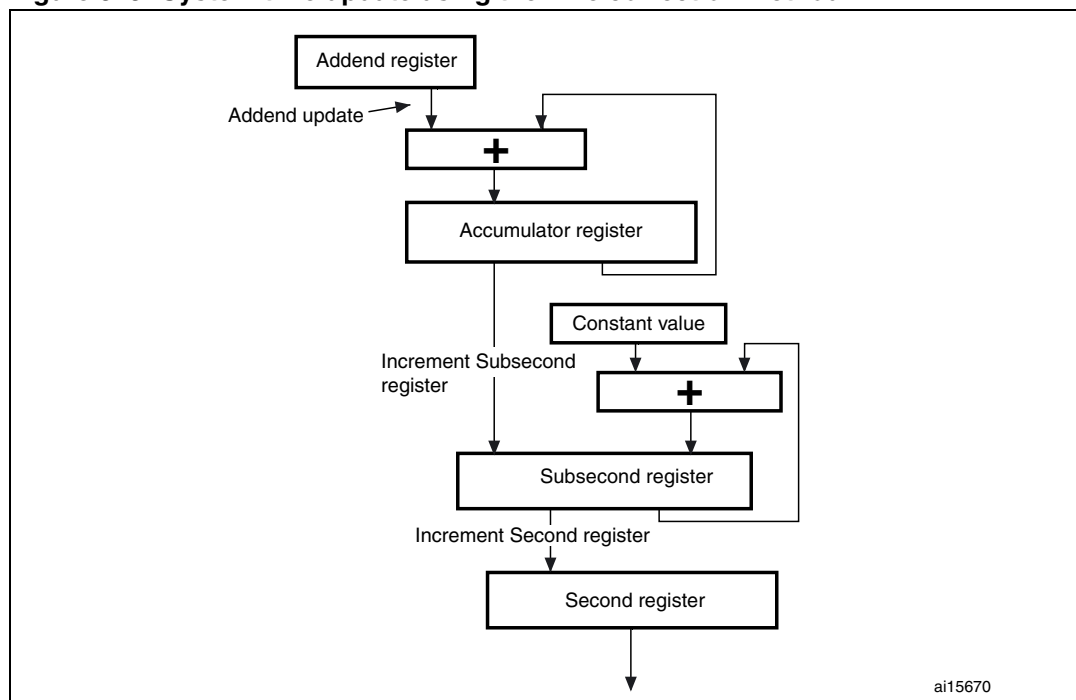 Addend register
Addend update
+
Accumulator register
Constant value
Increment Subsecond
register
+
Subsecond register
Increment Second register
Second register
ai15670